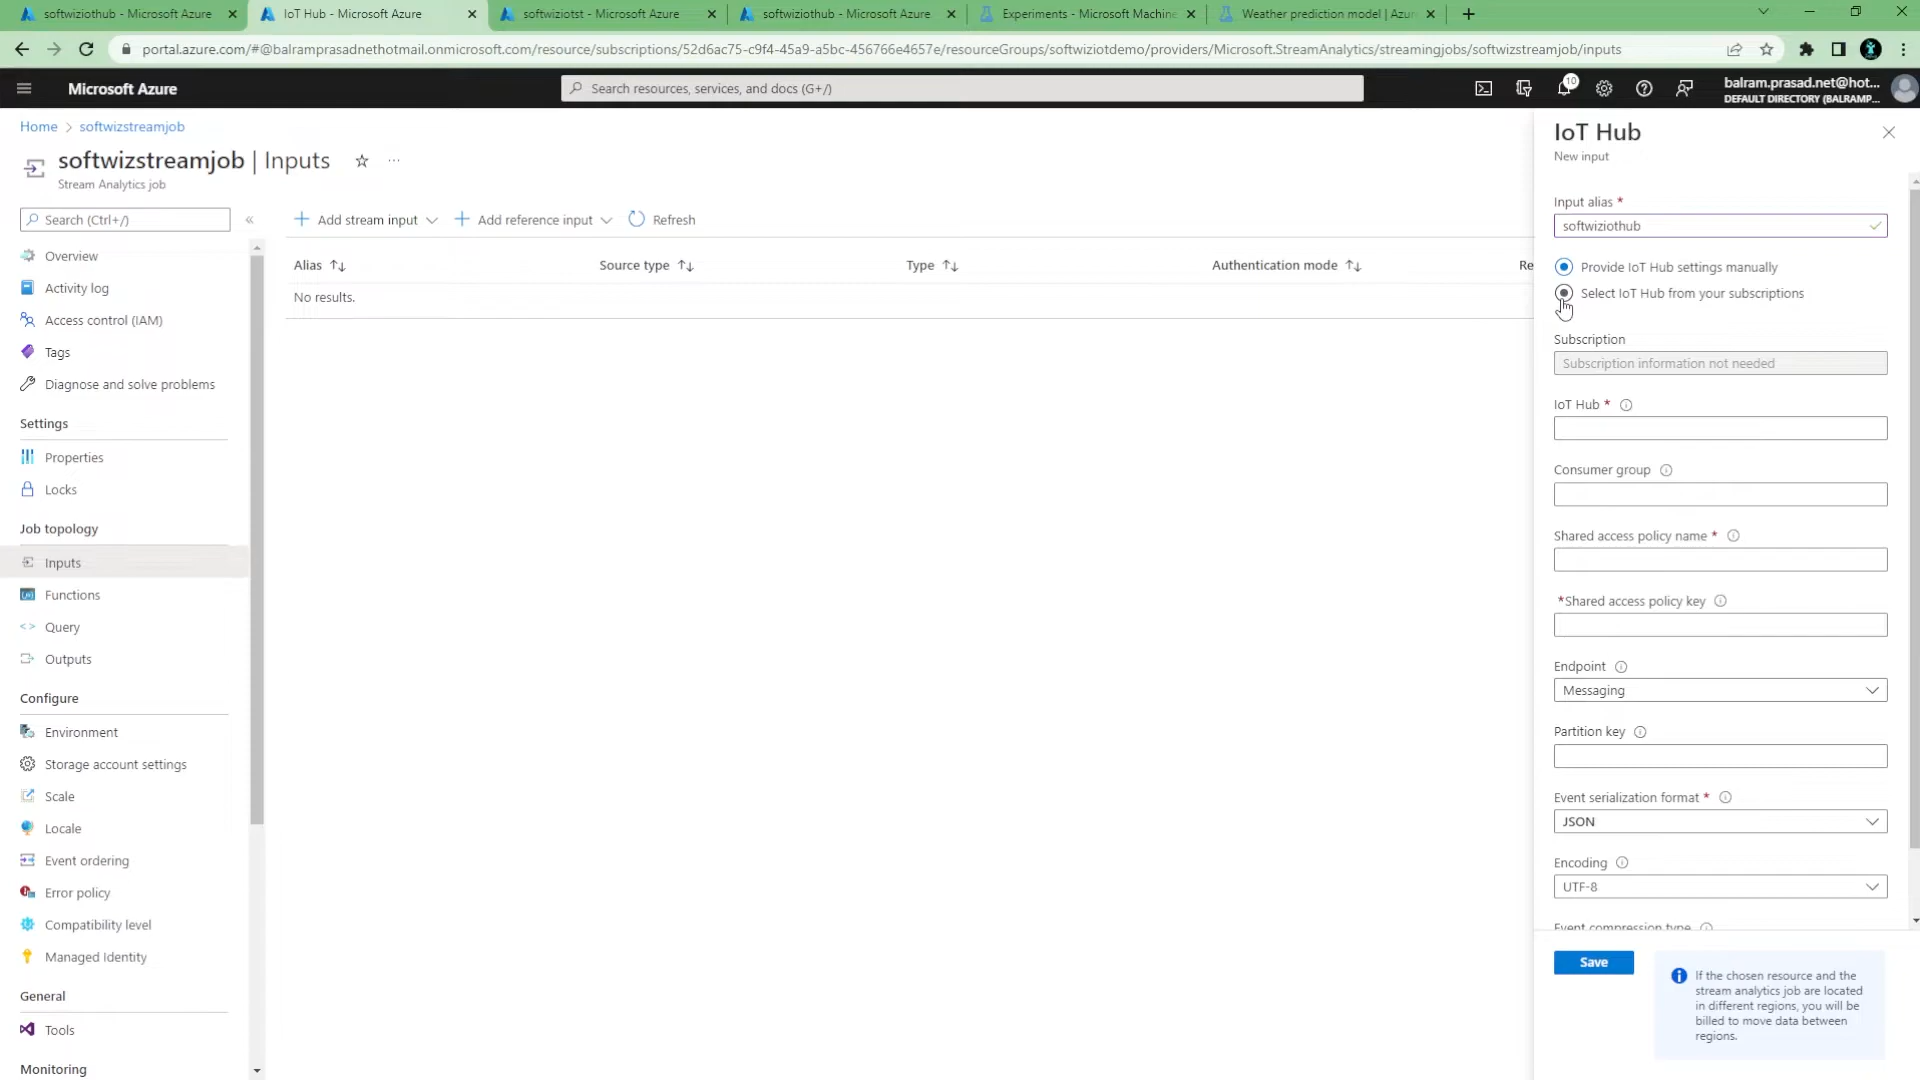 softwiziothub - Microsoft Azure
IoT Hub - Microsoft Azure
softwiziotst - Microsoft Azure
softwiziothub - Microsoft Azure
Experiments - Microsoft Machine
Weather prediction model | Azur
portal.azure.com/#@balramprasadnethotmail.onmicrosoft.com/resource/subscriptions/52d6ac75-c9f4-45a9-a5bc-456766e4657e/resourceGroups/softwiziotdemo/providers/Microsoft.StreamAnalytics/streamingjobs/softwizstreamjob/inputs
Microsoft Azure
Search resources, services, and docs (G+/)
10
balram.prasad.net@hot...
DEFAULT DIRECTORY (BALRAMP...
Home > softwizstreamjob
softwizstreamjob | Inputs
Stream Analytics job
Search (Ctrl+/)
Overview
Activity log
Access control (IAM)
Tags
Diagnose and solve problems
Settings
Properties
Locks
Job topology
Inputs
Functions
Query
Outputs
Configure
Environment
Storage account settings
Scale
Locale
Event ordering
Error policy
Compatibility level
Managed Identity
General
Tools
Monitoring
Add stream input
Add reference input
Refresh
Alias
Source type
Type
Authentication mode
Re
No results.
IoT Hub
New input
Input alias *
softwiziothub
Provide IoT Hub settings manually
Select IoT Hub from your subscriptions
Subscription
Subscription information not needed
IoT Hub *
Consumer group
Shared access policy name *
*Shared access policy key
Endpoint
Messaging
Partition key
Event serialization format *
JSON
Encoding
UTF-8
Event compression type
Save
If the chosen resource and the
stream analytics job are located
in different regions, you will be
billed to move data between
regions.